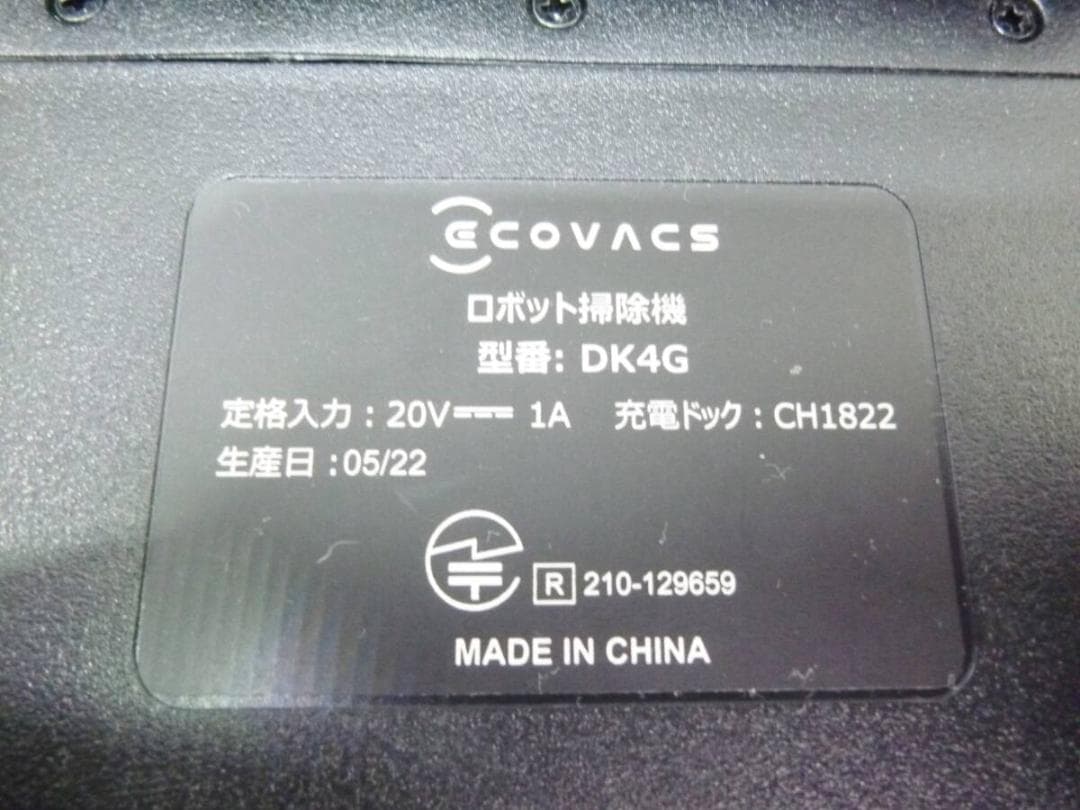 ECOVACS
ロボット掃除機
型番: DK4G
定格入力 : 20V⎓ 1A 充電ドック : CH1822
生産日 :05/22
R 210-129659
MADE IN CHINA